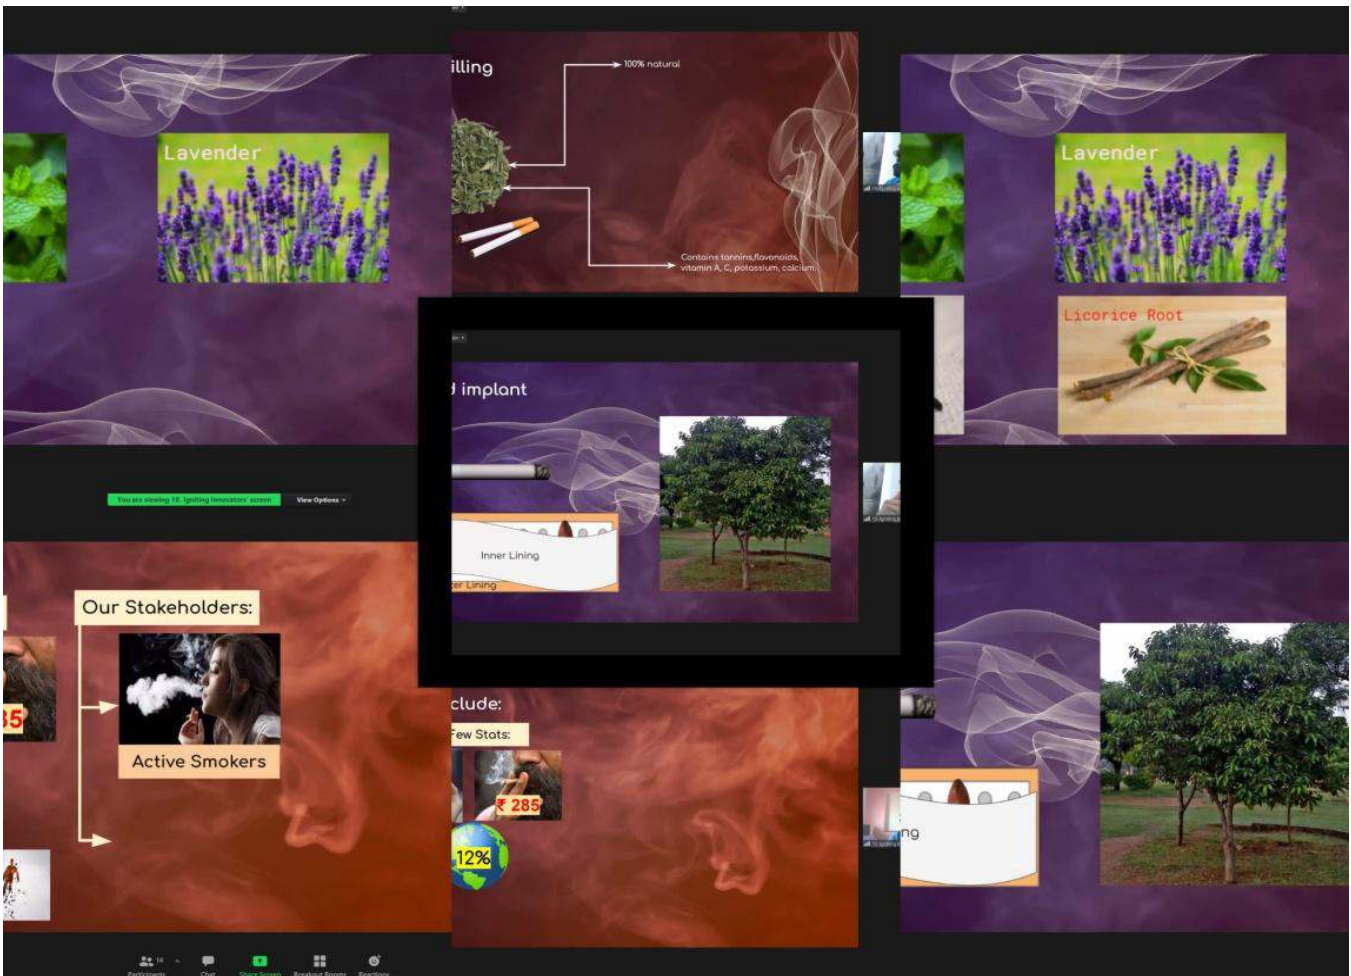 Lavender
illing
100% natural
Contains tannins,flavonoids,
vitamin A, C, potassium, calcium.
Lavender
Licorice Root
implant
Inner Lining
er Lining
You are viewing 10. Igniting Innovators' screen
View Options
Our Stakeholders:
35
Active Smokers
clude:
Few Stats:
₹ 285
12%
ng
14
Participants
Chat
Share Screen
Breakout Rooms
Reactions